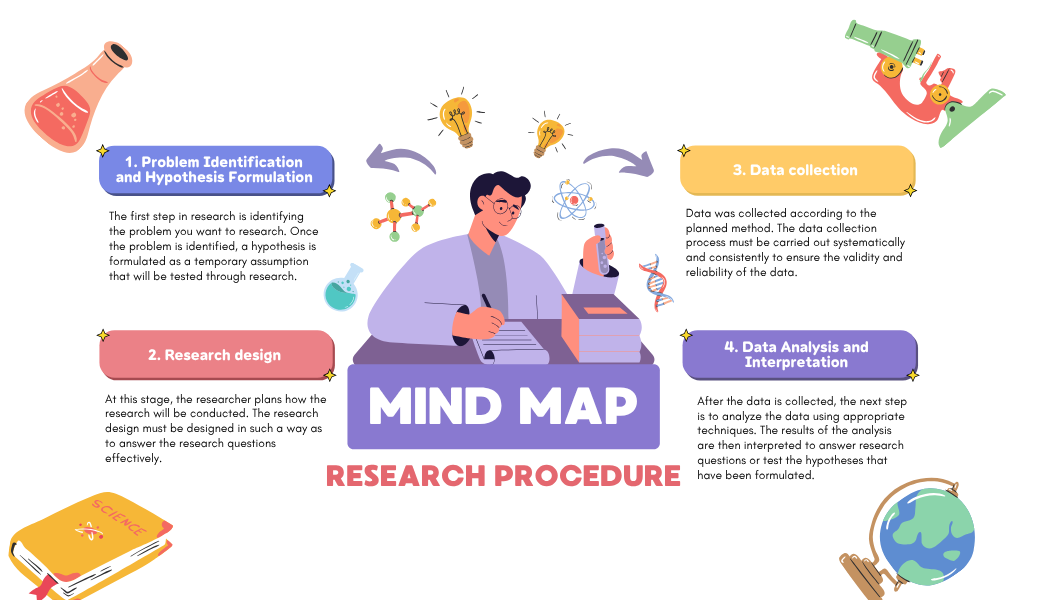 1. Problem Identification
and Hypothesis Formulation
The first step in research is identifying
the problem you want to research. Once
the problem is identified, a hypothesis is
formulated as a temporary assumption
that will be tested through research.
2. Research design
At this stage, the researcher plans how the
research will be conducted. The research
design must be designed in such a way as
to answer the research questions
effectively.
MIND MAP
RESEARCH PROCEDURE
3. Data collection
Data was collected according to the
planned method. The data collection
process must be carried out systematically
and consistently to ensure the validity and
reliability of the data.
4. Data Analysis and
Interpretation
After the data is collected, the next step
is to analyze the data using appropriate
techniques. The results of the analysis
are then interpreted to answer research
questions or test the hypotheses that
have been formulated.
SCIENCE